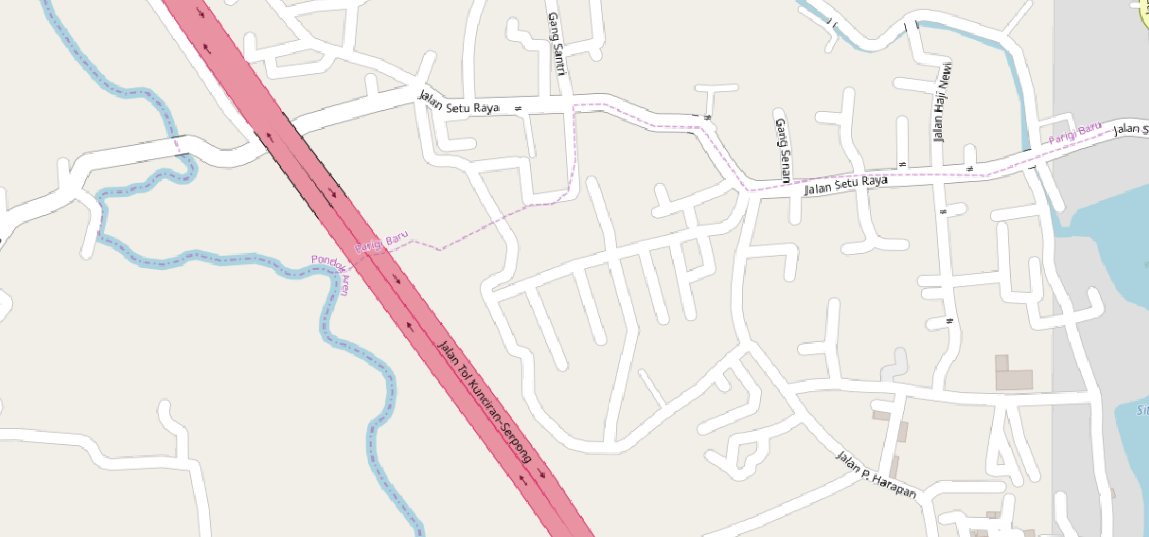 Gang Santri
Jalan Setu Raya
Jalan Haji Newi
Gang Senan
Parigi Baru
Jalan S
Jalan Setu Raya
Parigi Baru
Pondok Aren
Jalan Tol Kunciran-Serpong
Sit
Jalan P. Harapan